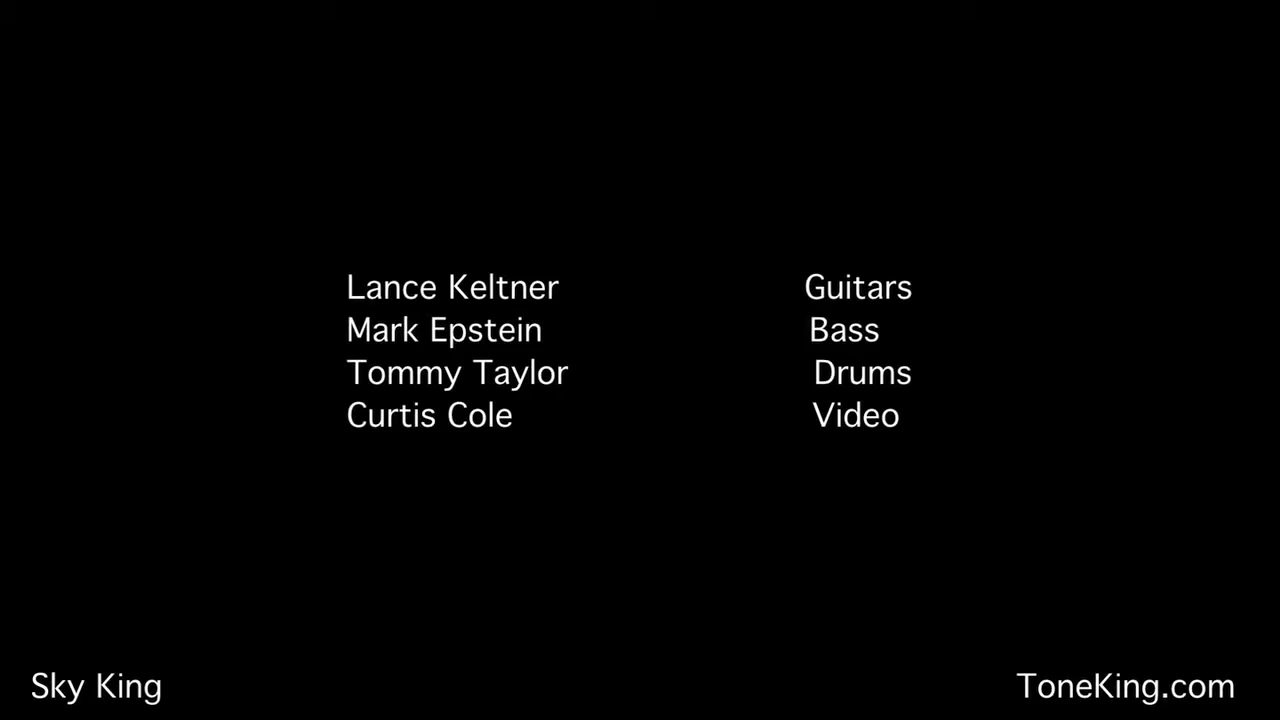 Lance Keltner Guitars
Mark Epstein Bass
Tommy Taylor Drums
Curtis Cole Video
Sky King ToneKing.com